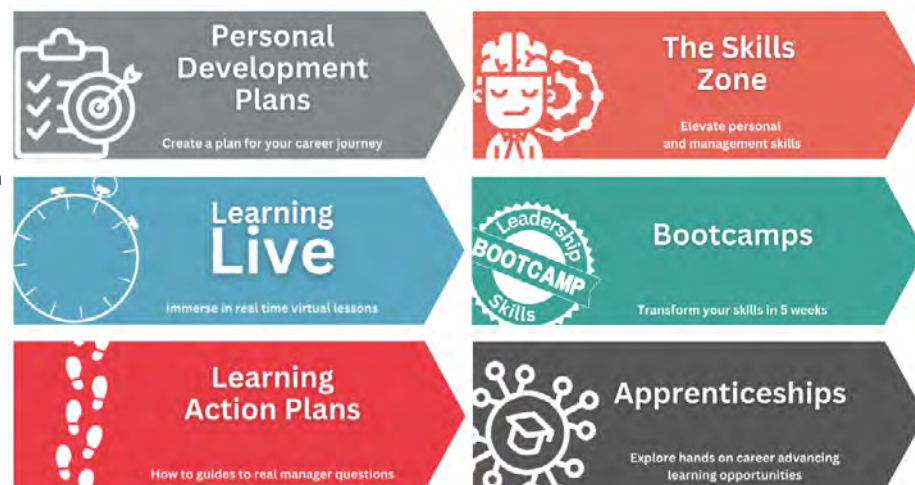 Personal
Development
Plans
Create a plan for your career journey
The Skills
Zone
Elevate personal
and management skills
Learning
Live
Immerse in real time virtual lessons
Leadership
BOOTCAMP
Skills
Bootcamps
Transform your skills in 5 weeks
Learning
Action Plans
How to guides to real manager questions
Apprenticeships
Explore hands on career advancing
learning opportunities